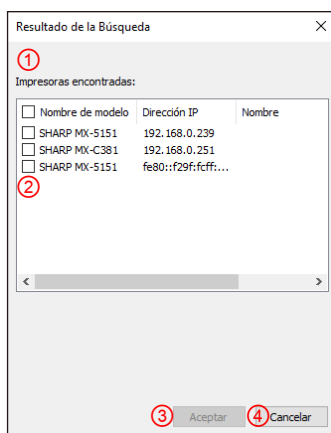 Resultado de la Búsqueda
1
Impresoras encontradas:
Nombre de modelo Dirección IP Nombre
SHARP MX-5151 192.168.0.239
SHARP MX-C381 192.168.0.251
SHARP MX-5151 fe80::f29f:fcff:...
2
3 Aceptar 4 Cancelar